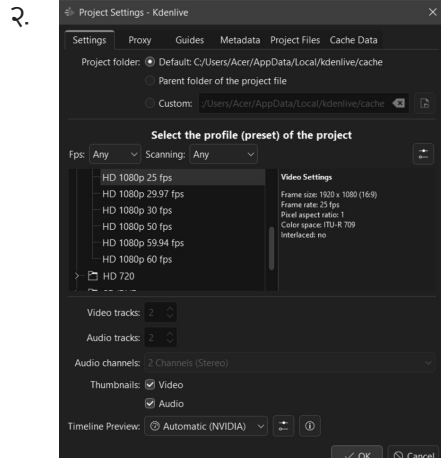 २.
Project Settings - Kdenlive
Settings Proxy Guides Metadata Project Files Cache Data
Project folder: Default: C:/Users/Acer/AppData/Local/kdenlive/cache
Parent folder of the project file
Custom: :/Users/Acer/AppData/Local/kdenlive/cache
Select the profile (preset) of the project
Fps: Any Scanning: Any
HD 1080p 25 fps
HD 1080p 29.97 fps
HD 1080p 30 fps
HD 1080p 50 fps
HD 1080p 59.94 fps
HD 1080p 60 fps
HD 720
Video Settings
Frame size: 1920 x 1080 (16:9)
Frame rate: 25 fps
Pixel aspect ratio: 1
Color space: ITU-R 709
Interlaced: no
Video tracks: 2
Audio tracks: 2
Audio channels: 2 Channels (Stereo)
Thumbnails: Video
Audio
Timeline Preview: Automatic (NVIDIA)
OK Cancel